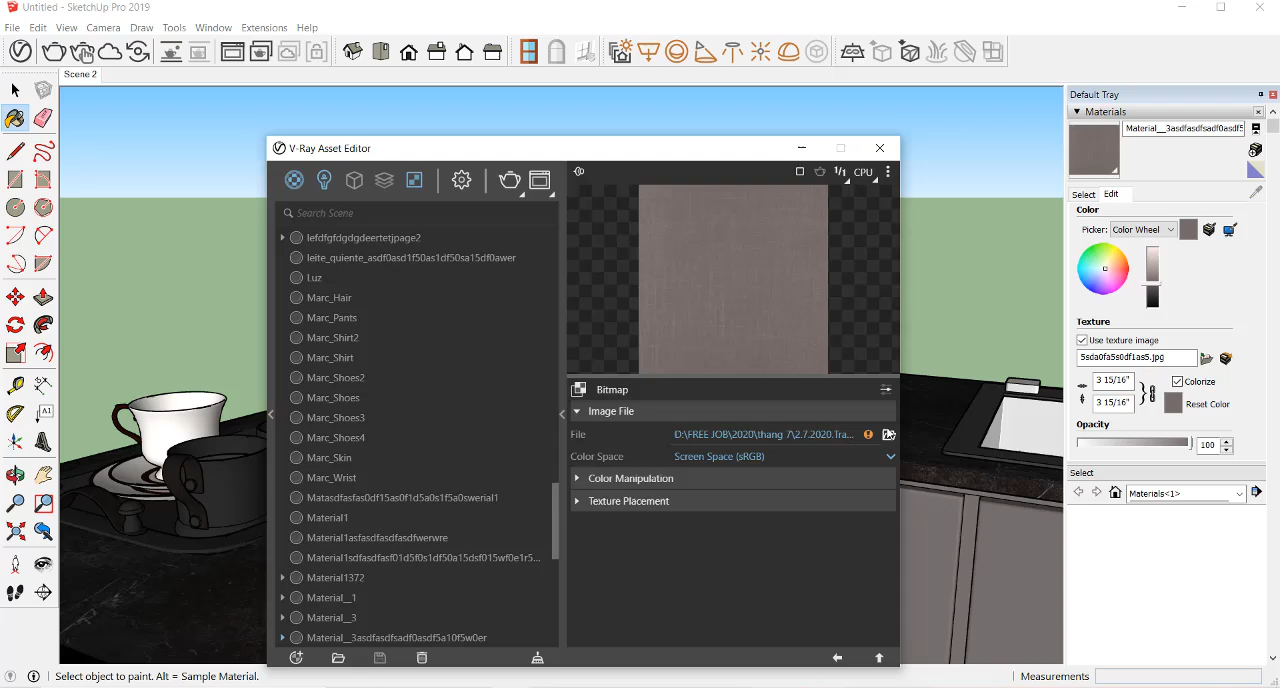 Untitled - SketchUp Pro 2019
File Edit View Camera Draw Tools Window Extensions Help
Scene 2
Default Tray
Materials
Material__3asdfasdfsadf0asdf5
Select Edit
Color
Picker: Color Wheel
Texture
Use texture image
5sda0fa5s0df1as5.jpg
3 15/16" Colorize
3 15/16" Reset Color
Opacity
100
Select
Materials<1>
V-Ray Asset Editor
1/1 CPU
Search Scene
lefdfgfdgdgdeertetjpage2
leite_quiente_asdf0asd1f50as1df50sa15df0awer
Luz
Marc_Hair
Marc_Pants
Marc_Shirt2
Marc_Shirt
Marc_Shoes2
Marc_Shoes
Marc_Shoes3
Marc_Shoes4
Marc_Skin
Marc_Wrist
Matasdfasfas0df15as0f1d5a0s1f5a0swerial1
Material1
Material1asfasdfasdfasdfwerwre
Material1sdfasdfasf01d5f0s1df50a15dsf015wf0e1r5...
Material1372
Material__1
Material__3
Material__3asdfasdfsadf0asdf5a10f5w0er
Bitmap
Image File
File D:\FREE JOB\2020\thang 7\2.7.2020.Tra...
Color Space Screen Space (sRGB)
Color Manipulation
Texture Placement
A1
Select object to paint. Alt = Sample Material.
Measurements